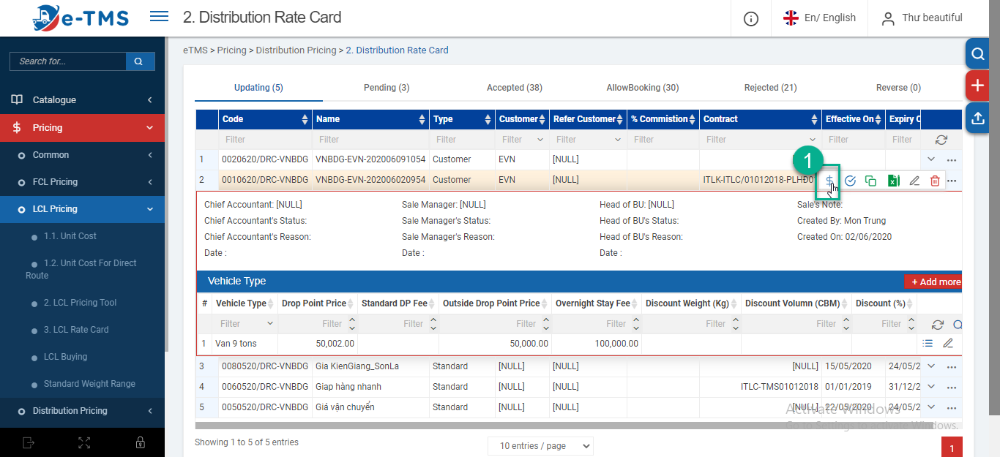 e-TMS
2. Distribution Rate Card
En/ English
Thư beautiful
Search for...
Catalogue
Pricing
Common
FCL Pricing
LCL Pricing
1.1. Unit Cost
1.2. Unit Cost For Direct
Route
2. LCL Pricing Tool
3. LCL Rate Card
LCL Buying
Standard Weight Range
Distribution Pricing
eTMS > Pricing > Distribution Pricing > 2. Distribution Rate Card
Updating (5) Pending (3) Accepted (38) AllowBooking (30) Rejected (21) Reverse (0)
Code Name Type Customer Refer Customer % Commistion Contract Effective On Expiry O
Filter Filter Filter Filter Filter Filter Filter Filter Filter
1 0020620/DRC-VNBDG VNBDG-EVN-202006091054 Customer EVN [NULL]
1
2 0010620/DRC-VNBDG VNBDG-EVN-202006020954 Customer EVN [NULL] ITLK-ITLC/01012018-PLHĐ0
Chief Accountant: [NULL] Sale Manager: [NULL] Head of BU: [NULL] Sale's Note:
Chief Accountant's Status: Sale Manager's Status: Head of BU's Status: Created By: Mon Trung
Chief Accountant's Reason: Sale Manager's Reason: Head of BU's Reason: Created On: 02/06/2020
Date : Date : Date :
Vehicle Type + Add more
# Vehicle Type Drop Point Price Standard DP Fee Outside Drop Point Price Overnight Stay Fee Discount Weight (Kg) Discount Volumn (CBM) Discount (%)
Filter Filter Filter Filter Filter Filter Filter Filter
1 Van 9 tons 50,002.00 50,000.00 100,000.00
3 0080520/DRC-VNBDG Gia KienGiang_SonLa Standard [NULL] [NULL] [NULL] 15/05/2020 24/05/2
4 0060520/DRC-VNBDG Giap hàng nhanh Standard [NULL] [NULL] ITLC-TMS01012018 01/01/2019 31/12/2
5 0050520/DRC-VNBDG Giá vận chuyển Standard [NULL] [NULL] [NULL] 22/05/2020 24/05/2
Activate Windows
Go to Settings to activate Windows.
Showing 1 to 5 of 5 entries
10 entries / page
1